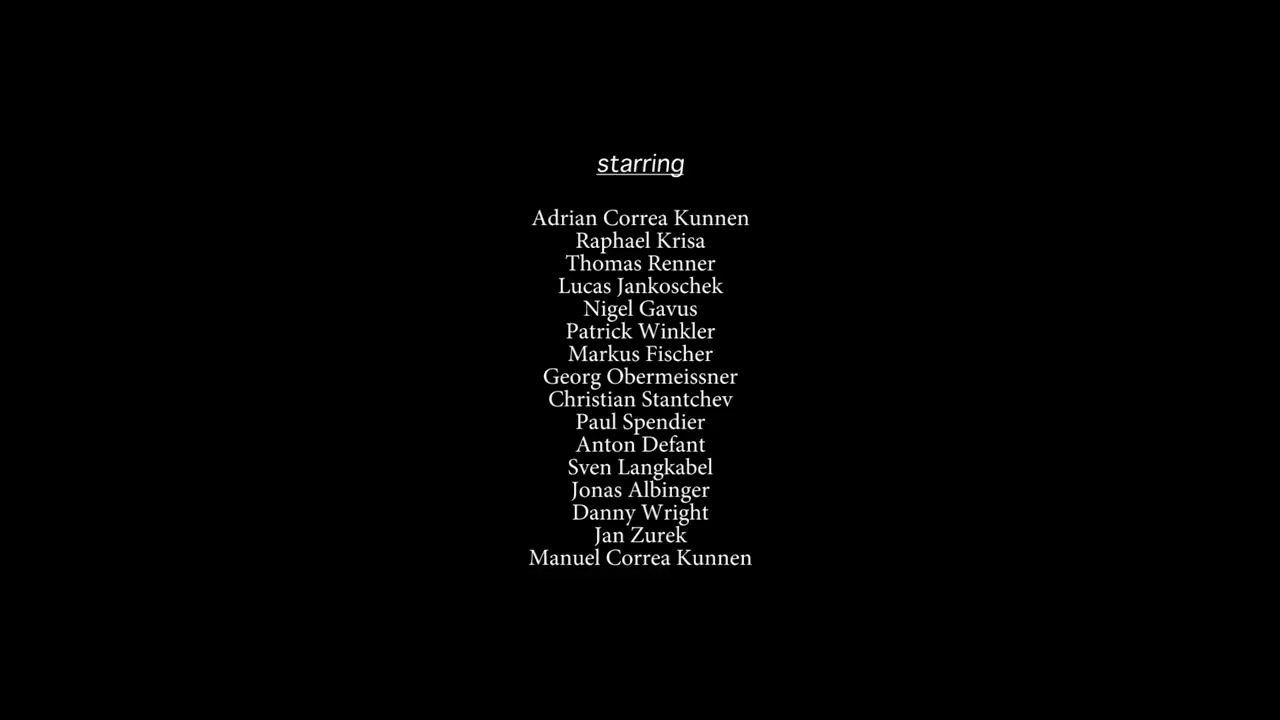 starring
Adrian Correa Kunnen
Raphael Krisa
Thomas Renner
Lucas Jankoschek
Nigel Gavus
Patrick Winkler
Markus Fischer
Georg Obermeissner
Christian Stantchev
Paul Spendier
Anton Defant
Sven Langkabel
Jonas Albinger
Danny Wright
Jan Zurek
Manuel Correa Kunnen